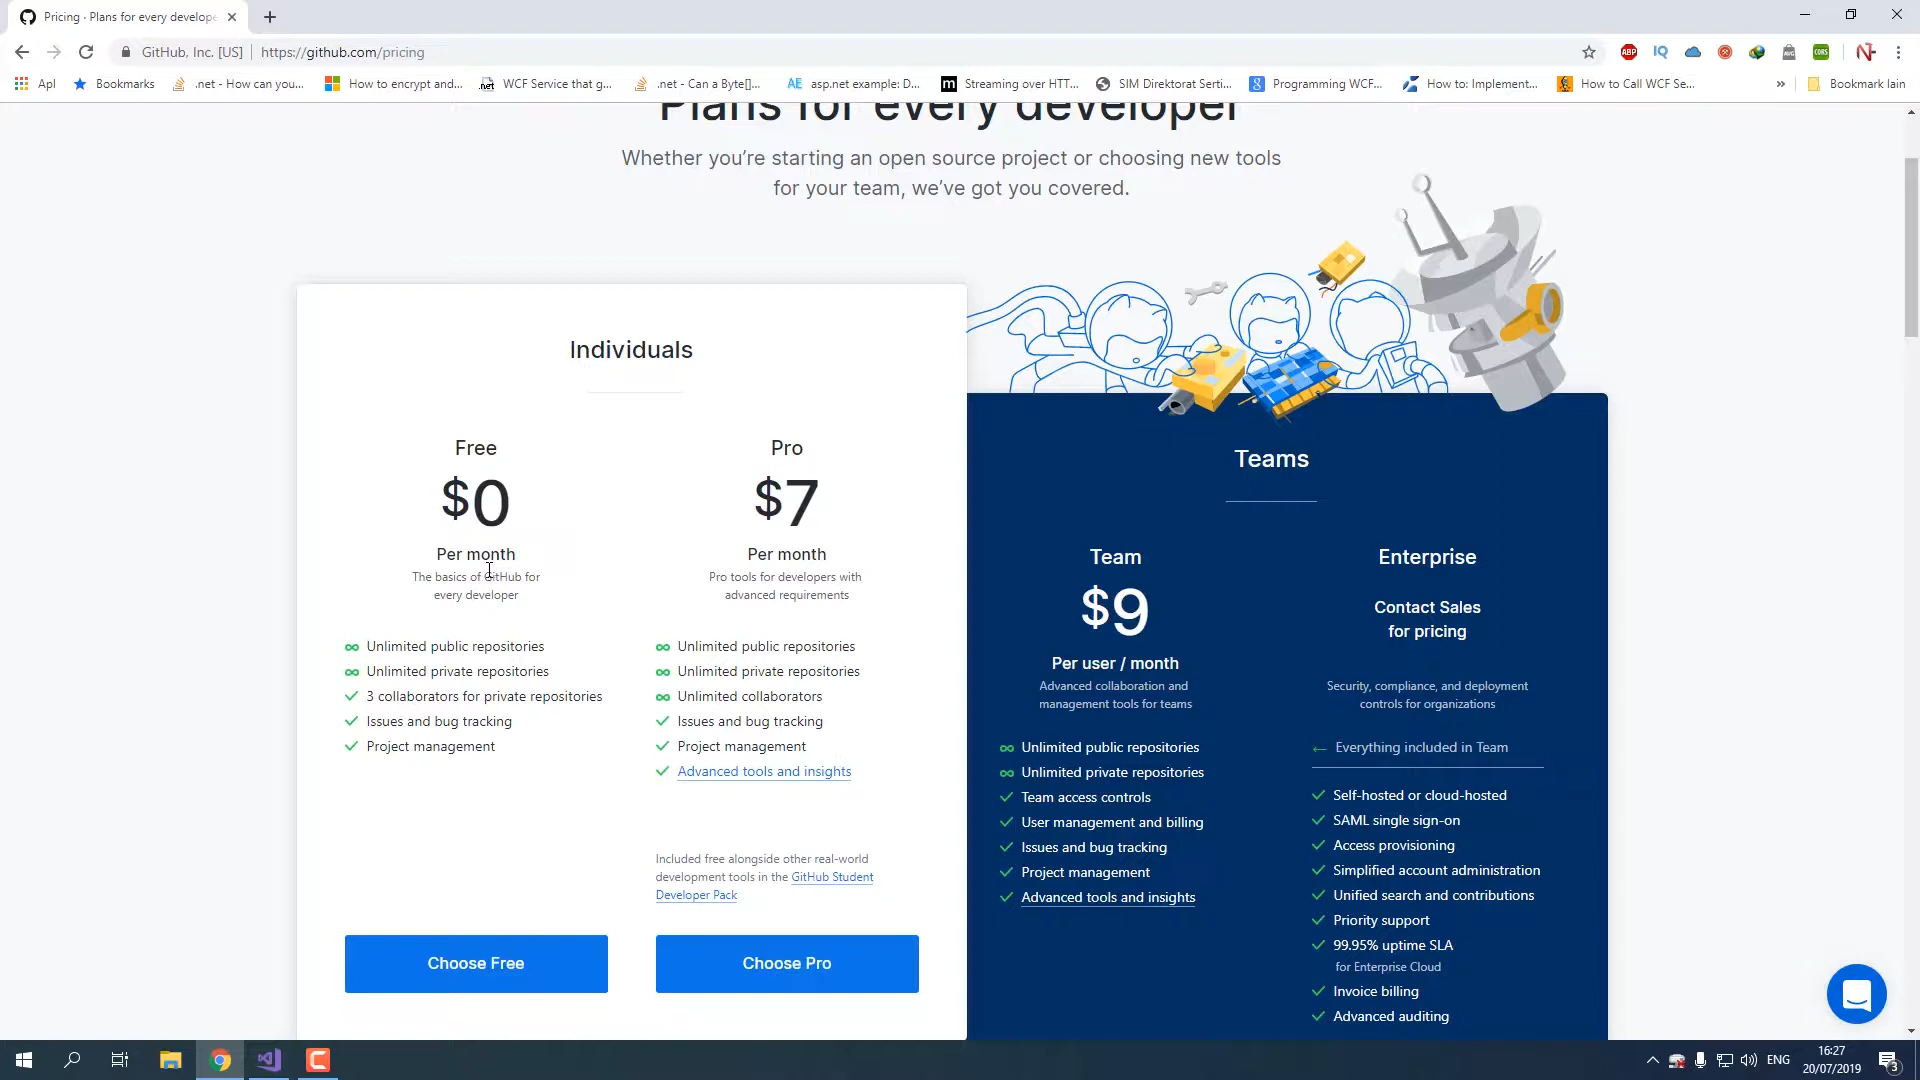 Pricing · Plans for every develope
GitHub, Inc. [US]
https://github.com/pricing
ABP
IQ
AVG
CORS
Apl
Bookmarks
.net - How can you...
How to encrypt and...
.net
WCF Service that g...
.net - Can a Byte[]...
AE
asp.net example: D...
m
Streaming over HTT...
SIM Direktorat Serti...
Programming WCF...
How to: Implement...
How to Call WCF Se...
»
Bookmark lain
Plans for every developer
Whether you’re starting an open source project or choosing new tools
for your team, we’ve got you covered.
Individuals
Free
$0
Per month
The basics of GitHub for
every developer
Unlimited public repositories
Unlimited private repositories
3 collaborators for private repositories
Issues and bug tracking
Project management
Choose Free
Pro
$7
Per month
Pro tools for developers with
advanced requirements
Unlimited public repositories
Unlimited private repositories
Unlimited collaborators
Issues and bug tracking
Project management
Advanced tools and insights
Included free alongside other real-world
development tools in the GitHub Student
Developer Pack
Choose Pro
Teams
Team
$9
Per user / month
Advanced collaboration and
management tools for teams
Unlimited public repositories
Unlimited private repositories
Team access controls
User management and billing
Issues and bug tracking
Project management
Advanced tools and insights
Enterprise
Contact Sales
for pricing
Security, compliance, and deployment
controls for organizations
← Everything included in Team
Self-hosted or cloud-hosted
SAML single sign-on
Access provisioning
Simplified account administration
Unified search and contributions
Priority support
99.95% uptime SLA
for Enterprise Cloud
Invoice billing
Advanced auditing
ENG
16:27
20/07/2019
3